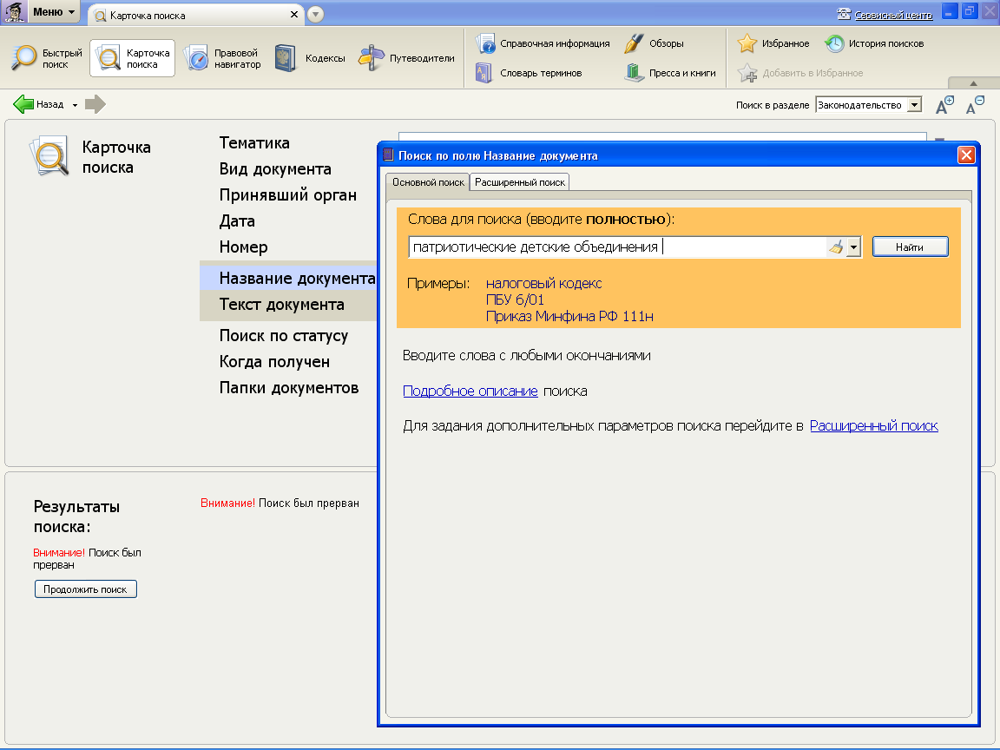 Меню
Карточка поиска
Сервисный центр
Быстрый
поиск
Карточка
поиска
Правовой
навигатор
Кодексы
Путеводители
Справочная информация
Словарь терминов
Обзоры
Пресса и книги
Избранное
История поисков
Добавить в Избранное
Назад
Поиск в разделе
Законодательство
Карточка
поиска
Тематика
Вид документа
Принявший орган
Дата
Номер
Название документа
Текст документа
Поиск по статусу
Когда получен
Папки документов
Поиск по полю Название документа
Основной поиск
Расширенный поиск
Слова для поиска (вводите полностью):
патриотические детские объединения
Найти
Примеры:
налоговый кодекс
ПБУ 6/01
Приказ Минфина РФ 111н
Вводите слова с любыми окончаниями
Подробное описание поиска
Для задания дополнительных параметров поиска перейдите в Расширенный поиск
Результаты
поиска:
Внимание! Поиск был
прерван
Продолжить поиск
Внимание! Поиск был прерван